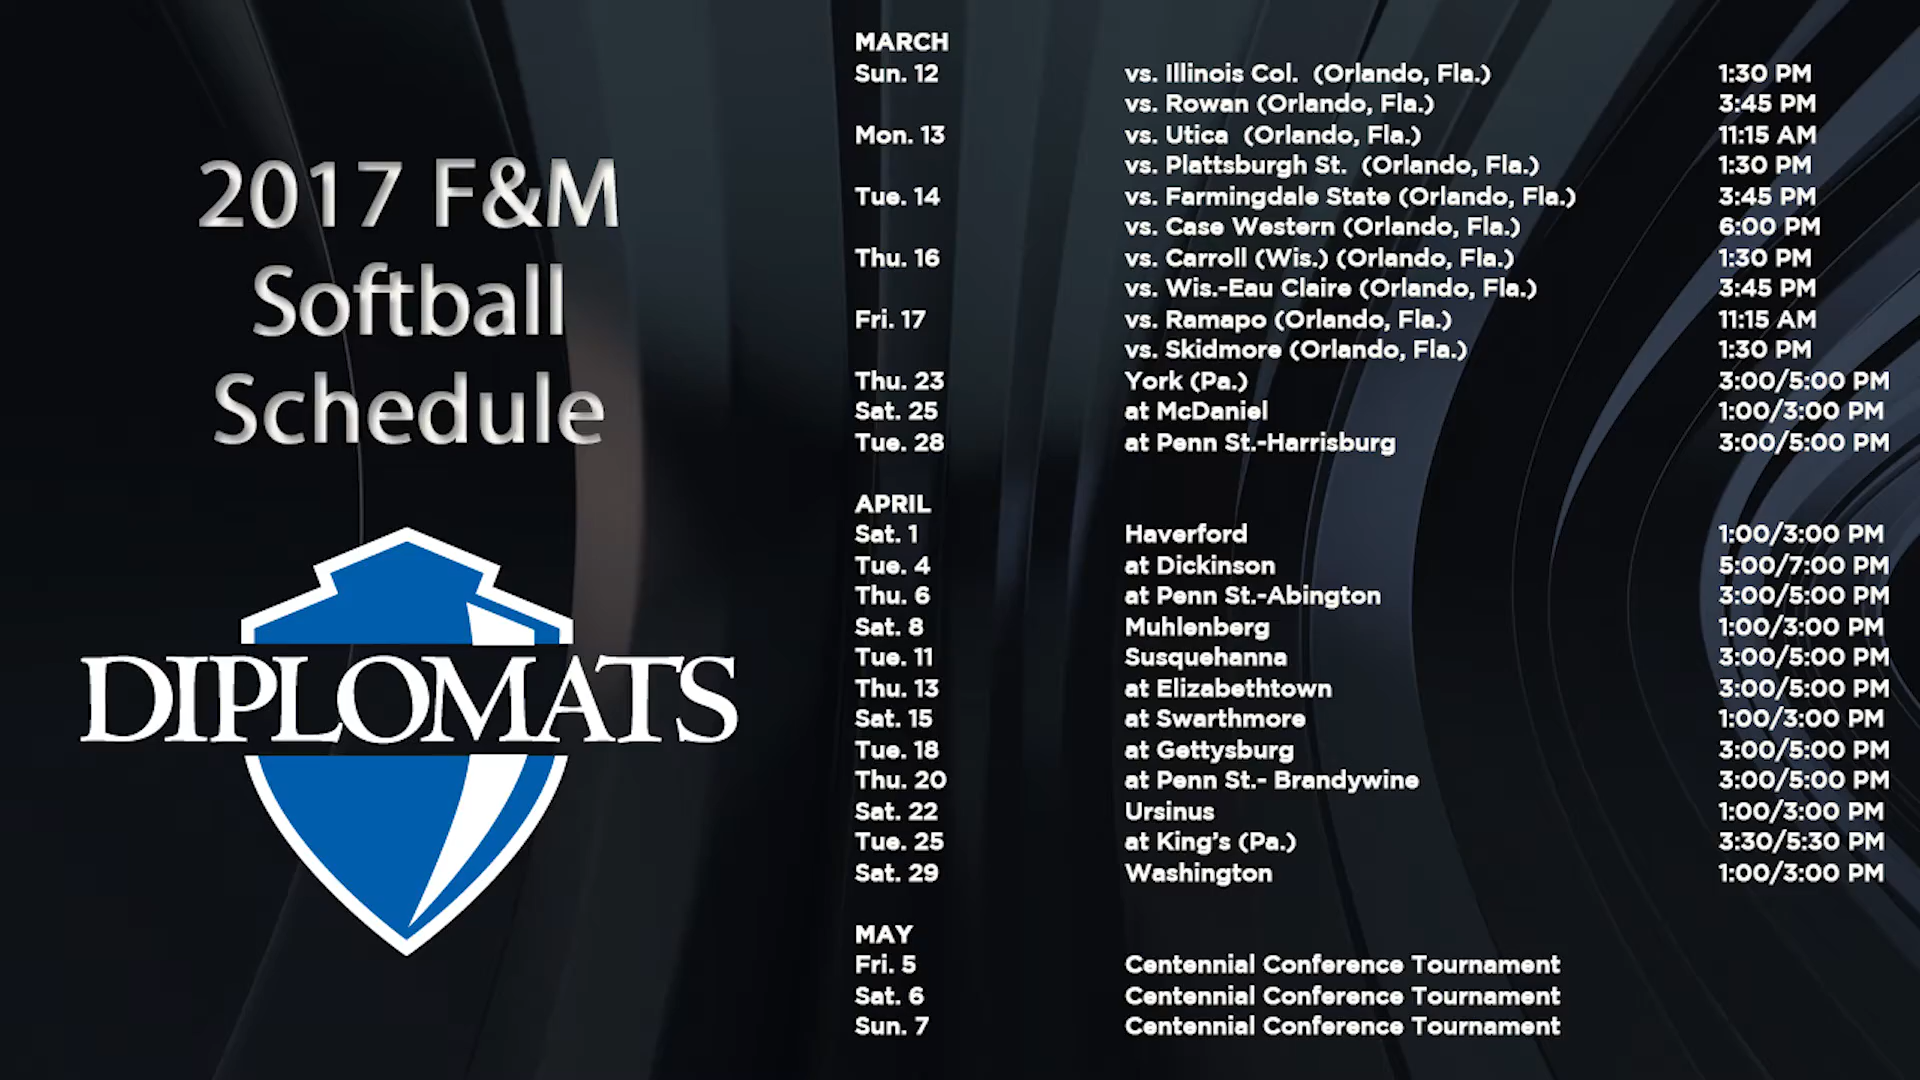 2017 F&M
Softball
Schedule
DIPLOMATS
MARCH
Sun. 12 vs. Illinois Col. (Orlando, Fla.) 1:30 PM
vs. Rowan (Orlando, Fla.) 3:45 PM
Mon. 13 vs. Utica (Orlando, Fla.) 11:15 AM
vs. Plattsburgh St. (Orlando, Fla.) 1:30 PM
Tue. 14 vs. Farmingdale State (Orlando, Fla.) 3:45 PM
vs. Case Western (Orlando, Fla.) 6:00 PM
Thu. 16 vs. Carroll (Wis.) (Orlando, Fla.) 1:30 PM
vs. Wis.-Eau Claire (Orlando, Fla.) 3:45 PM
Fri. 17 vs. Ramapo (Orlando, Fla.) 11:15 AM
vs. Skidmore (Orlando, Fla.) 1:30 PM
Thu. 23 York (Pa.) 3:00/5:00 PM
Sat. 25 at McDaniel 1:00/3:00 PM
Tue. 28 at Penn St.-Harrisburg 3:00/5:00 PM
APRIL
Sat. 1 Haverford 1:00/3:00 PM
Tue. 4 at Dickinson 5:00/7:00 PM
Thu. 6 at Penn St.-Abington 3:00/5:00 PM
Sat. 8 Muhlenberg 1:00/3:00 PM
Tue. 11 Susquehanna 3:00/5:00 PM
Thu. 13 at Elizabethtown 3:00/5:00 PM
Sat. 15 at Swarthmore 1:00/3:00 PM
Tue. 18 at Gettysburg 3:00/5:00 PM
Thu. 20 at Penn St.- Brandywine 3:00/5:00 PM
Sat. 22 Ursinus 1:00/3:00 PM
Tue. 25 at King's (Pa.) 3:30/5:30 PM
Sat. 29 Washington 1:00/3:00 PM
MAY
Fri. 5 Centennial Conference Tournament
Sat. 6 Centennial Conference Tournament
Sun. 7 Centennial Conference Tournament